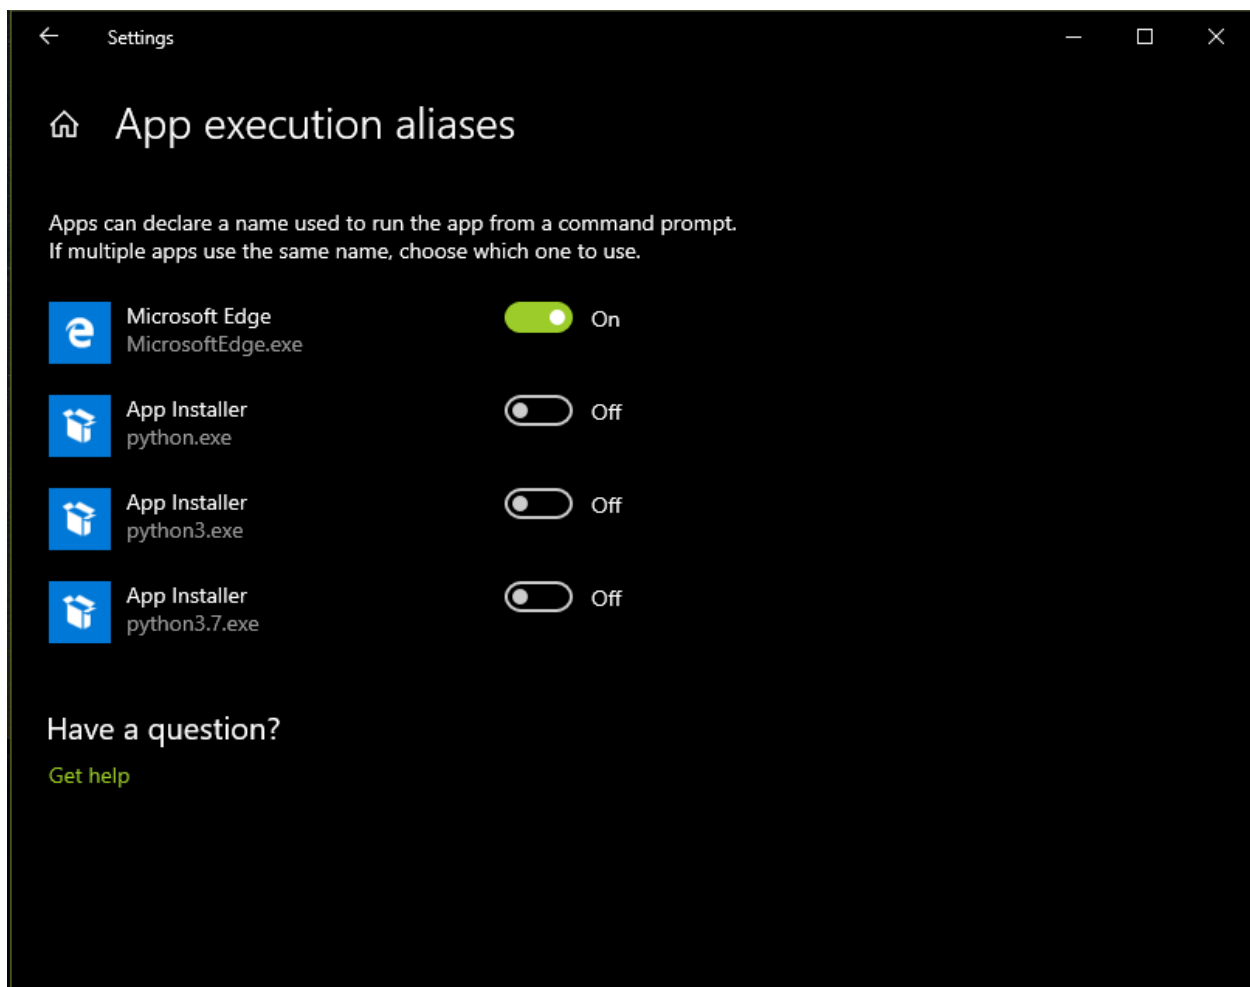 Settings
App execution aliases
Apps can declare a name used to run the app from a command prompt.
If multiple apps use the same name, choose which one to use.
Microsoft Edge
MicrosoftEdge.exe
On
App Installer
python.exe
Off
App Installer
python3.exe
Off
App Installer
python3.7.exe
Off
Have a question?
Get help